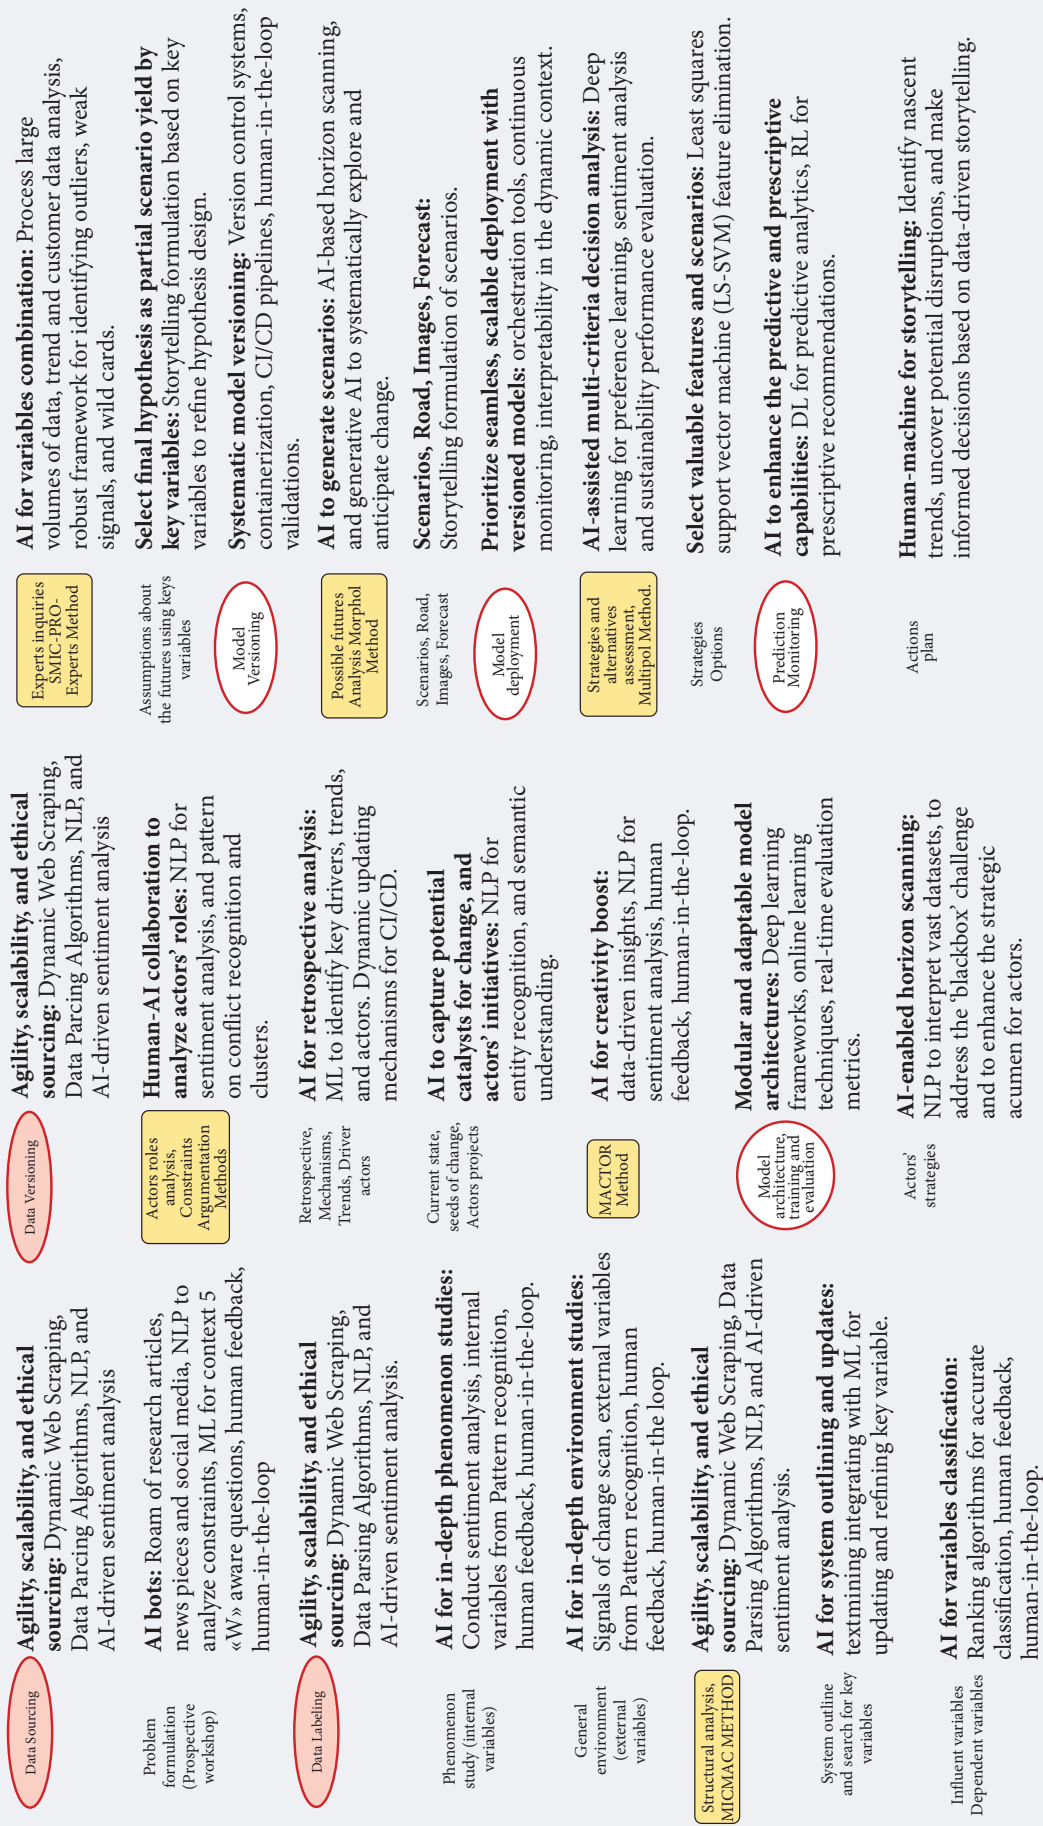 Data Sourcing
Agility, scalability, and ethical
sourcing: Dynamic Web Scraping,
Data Parcing Algorithms, NLP, and
AI-driven sentiment analysis
Problem
formulation
(Prospective
workshop)
AI bots: Roam of research articles,
news pieces and social media, NLP to
analyze constraints, ML for context 5
«W» aware questions, human feedback,
human-in-the-loop
Data Labeling
Agility, scalability, and ethical
sourcing: Dynamic Web Scraping,
Data Parsing Algorithms, NLP, and
AI-driven sentiment analysis.
Phenomenon
study (internal
variables)
AI for in-depth phenomenon studies:
Conduct sentiment analysis, internal
variables from Pattern recognition,
human feedback, human-in-the-loop.
General
environment
(external
variables)
AI for in-depth environment studies:
Signals of change scan, external variables
from Pattern recognition, human
feedback, human-in-the loop.
Structural analysis,
MICMAC METHOD
Agility, scalability, and ethical
sourcing: Dynamic Web Scraping, Data
Parsing Algorithms, NLP, and AI-driven
sentiment analysis.
System outline
and search for key
variables
AI for system outlining and updates:
textmining integrating with ML for
updating and refining key variable.
Influent variables
Dependent variables
AI for variables classification:
Ranking algorithms for accurate
classification, human feedback,
human-in-the-loop.
Data Versioning
Agility, scalability, and ethical
sourcing: Dynamic Web Scraping,
Data Parcing Algorithms, NLP, and
AI-driven sentiment analysis
Actors roles
analysis,
Constraints
Argumentation
Methods
Human-AI collaboration to
analyze actors' roles: NLP for
sentiment analysis, and pattern
on conflict recognition and
clusters.
Retrospective,
Mechanisms,
Trends, Driver
actors
AI for retrospective analysis:
ML to identify key drivers, trends,
and actors. Dynamic updating
mechanisms for CI/CD.
Current state,
seeds of change,
Actors projects
AI to capture potential
catalysts for change, and
actors' initiatives: NLP for
entity recognition, and semantic
understanding.
MACTOR
Method
AI for creativity boost:
data-driven insights, NLP for
sentiment analysis, human
feedback, human-in-the-loop.
Model
architecture,
training and
evaluation
Modular and adaptable model
architectures: Deep learning
frameworks, online learning
techniques, real-time evaluation
metrics.
Actors'
strategies
AI-enabled horizon scanning:
NLP to interpret vast datasets, to
address the 'blackbox' challenge
and to enhance the strategic
acumen for actors.
Experts inquiries
SMIC-PRO-
Experts Method
AI for variables combination: Process large
volumes of data, trend and customer data analysis,
robust framework for identifying outliers, weak
signals, and wild cards.
Assumptions about
the futures using keys
variables
Select final hypothesis as partial scenario yield by
key variables: Storytelling formulation based on key
variables to refine hypothesis design.
Model
Versioning
Systematic model versioning: Version control systems,
containerization, CI/CD pipelines, human-in-the-loop
validations.
Possible futures
Analysis Morphol
Method
AI to generate scenarios: AI-based horizon scanning,
and generative AI to systematically explore and
anticipate change.
Scenarios, Road,
Images, Forecast
Scenarios, Road, Images, Forecast:
Storytelling formulation of scenarios.
Model
deployment
Prioritize seamless, scalable deployment with
versioned models: orchestration tools, continuous
monitoring, interpretability in the dynamic context.
Strategies and
alternatives
assessment,
Multipol Method.
AI-assisted multi-criteria decision analysis: Deep
learning for preference learning, sentiment analysis
and sustainability performance evaluation.
Strategies
Options
Select valuable features and scenarios: Least squares
support vector machine (LS-SVM) feature elimination.
Prediction
Monitoring
AI to enhance the predictive and prescriptive
capabilities: DL for predictive analytics, RL for
prescriptive recommendations.
Actions
plan
Human-machine for storytelling: Identify nascent
trends, uncover potential disruptions, and make
informed decisions based on data-driven storytelling.